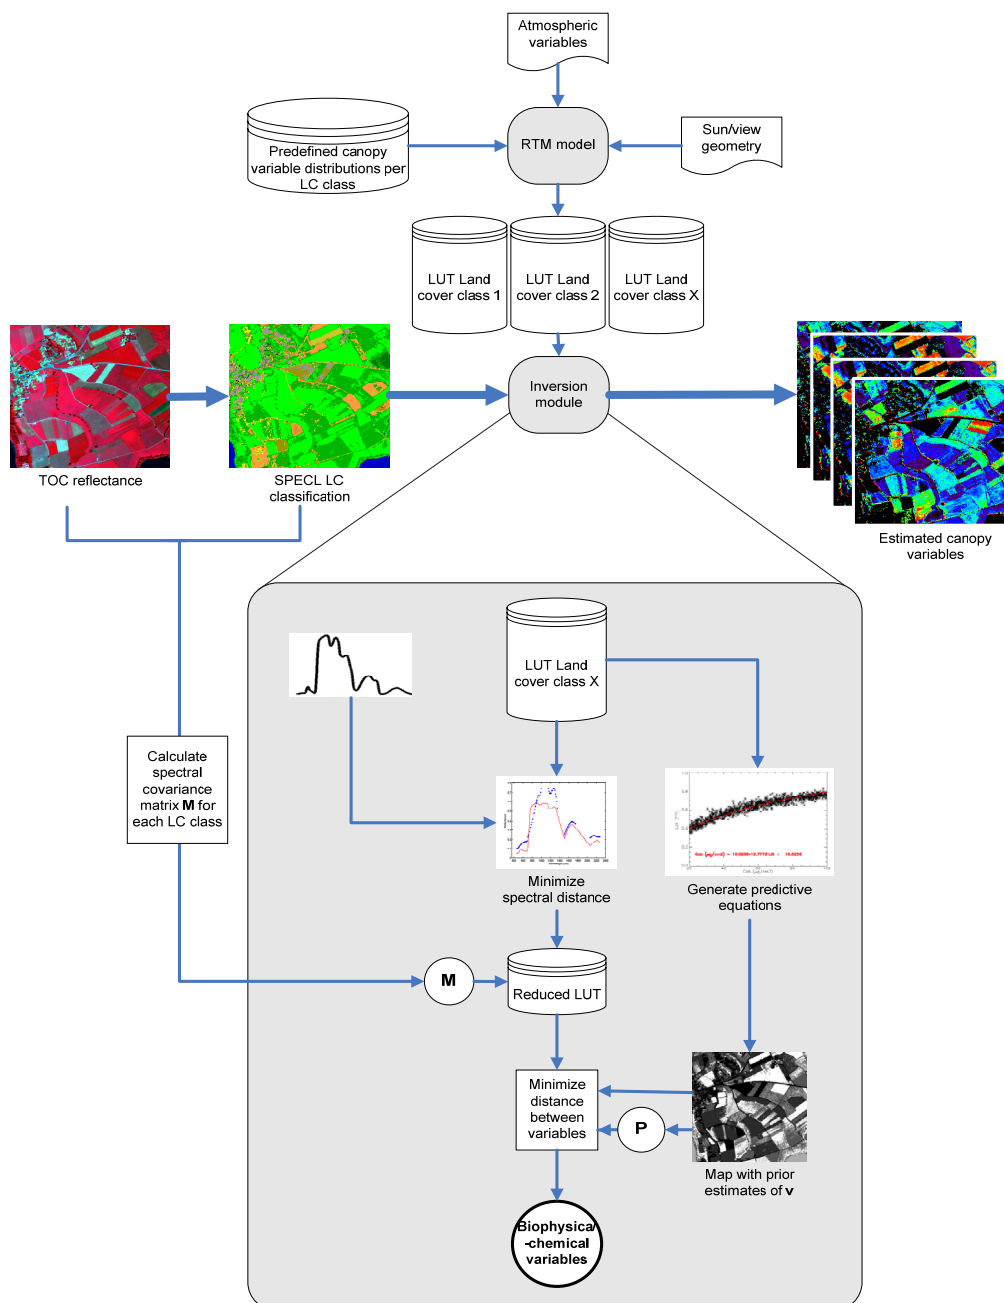 Atmospheric
variables
Predefined canopy
variable distributions per
LC class
RTM model
Sun/view
geometry
LUT Land
cover class 1
LUT Land
cover class 2
LUT Land
cover class X
Inversion
module
TOC reflectance
SPECL LC
classification
Estimated canopy
variables
LUT Land
cover class X
Calculate
spectral
covariance
matrix M for
each LC class
Minimize
spectral distance
Generate predictive
equations
M
Reduced LUT
Minimize
distance
between
variables
P
Map with prior
estimates of v
Biophysica/
-chemical
variables